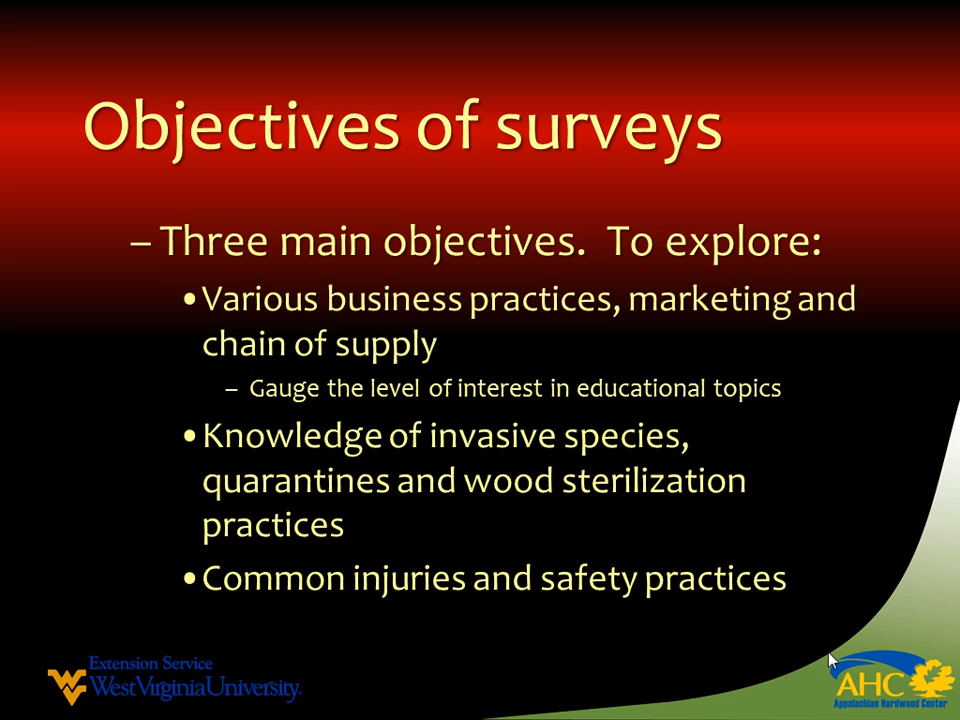 Objectives of surveys
– Three main objectives. To explore:
• Various business practices, marketing and
chain of supply
– Gauge the level of interest in educational topics
• Knowledge of invasive species,
quarantines and wood sterilization
practices
• Common injuries and safety practices
Extension Service
WV WestVirginiaUniversity.
AHC
Appalachian Hardwood Center